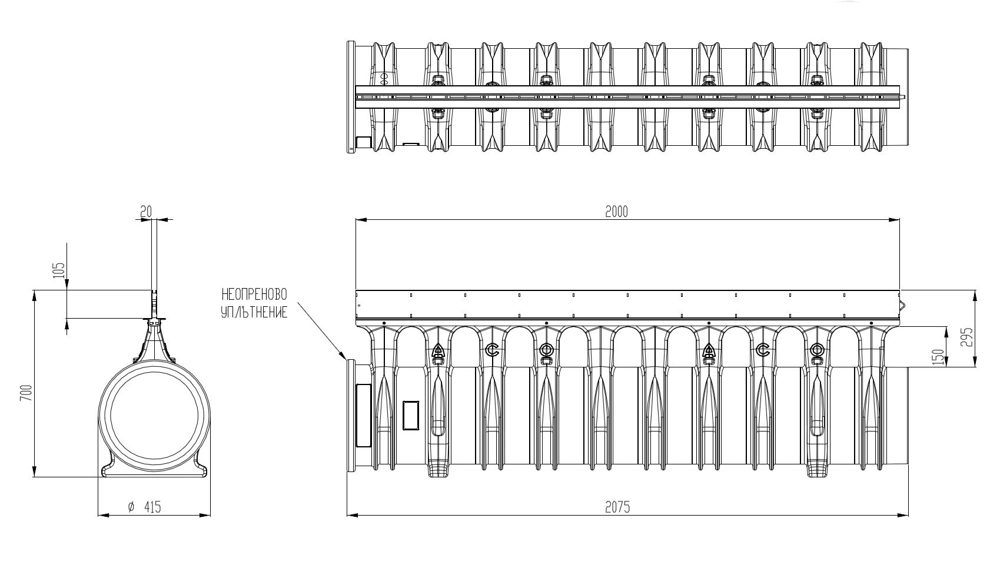 20
2000
105
НЕОПРЕНОВО
УПЛЪТНЕНИЕ
295
150
700
A C O A C O
Ø 415
2075